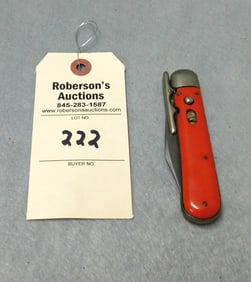 Roberson's
Auctions
845-283-1587
www.robersonsauctions.com
LOT NO
222
BUYER NO.